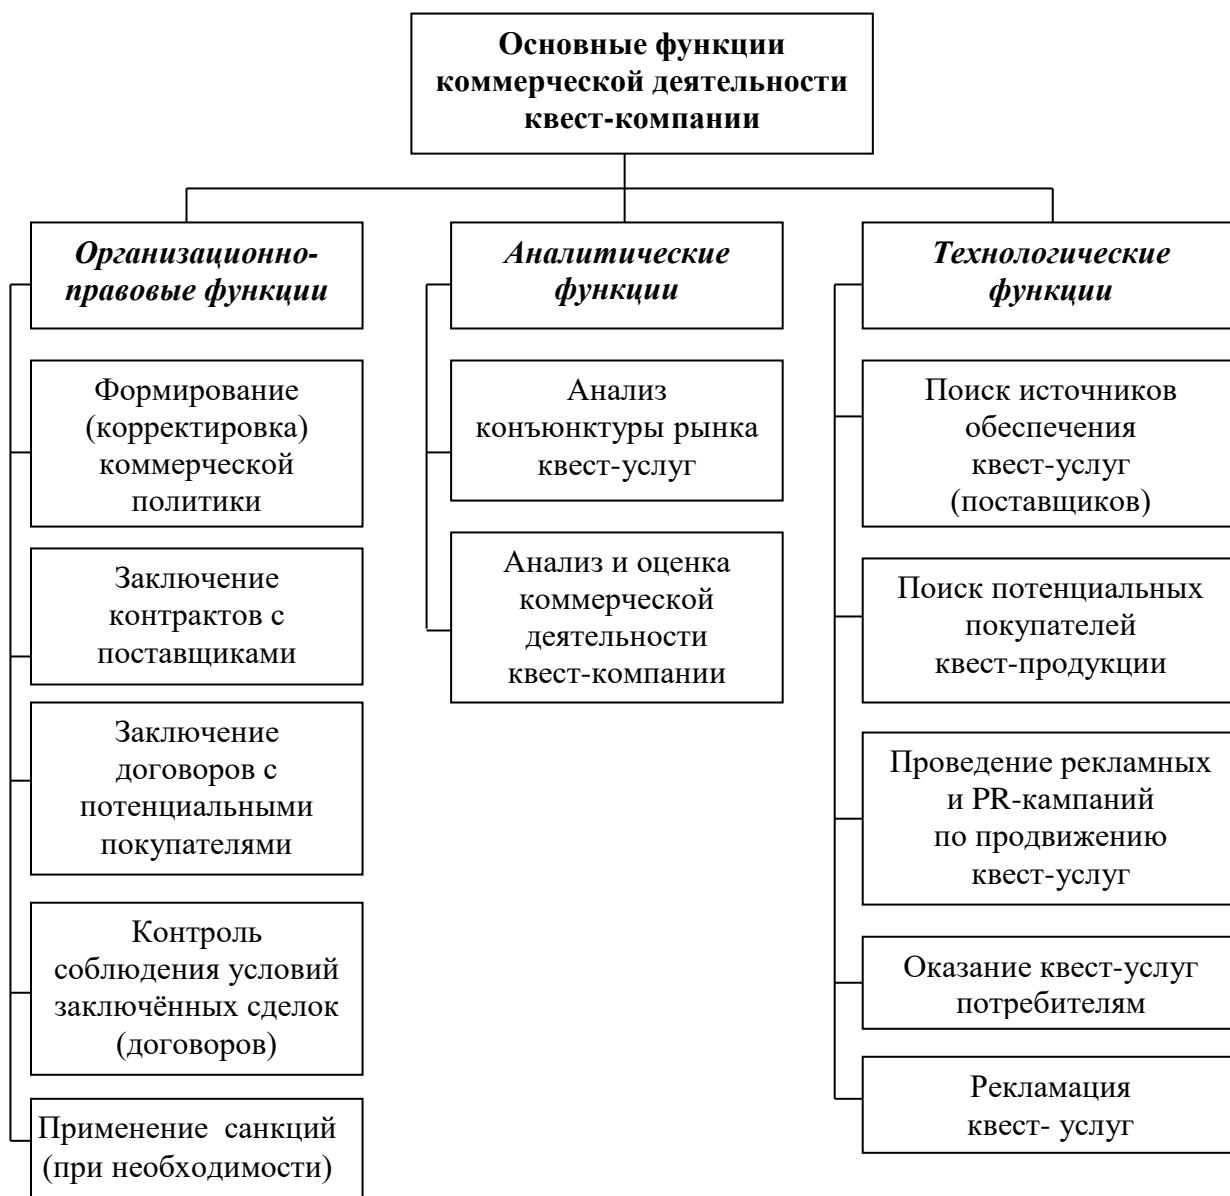 Основные функции
коммерческой деятельности
квест-компании
Организационно-
правовые функции
Формирование
(корректировка)
коммерческой
политики
Заключение
контрактов с
поставщиками
Заключение
договоров с
потенциальными
покупателями
Контроль
соблюдения условий
заключённых сделок
(договоров)
Применение санкций
(при необходимости)
Аналитические
функции
Анализ
конъюнктуры рынка
квест-услуг
Анализ и оценка
коммерческой
деятельности
квест-компании
Технологические
функции
Поиск источников
обеспечения
квест-услуг
(поставщиков)
Поиск потенциальных
покупателей
квест-продукции
Проведение рекламных
и PR-кампаний
по продвижению
квест-услуг
Оказание квест-услуг
потребителям
Рекламация
квест- услуг